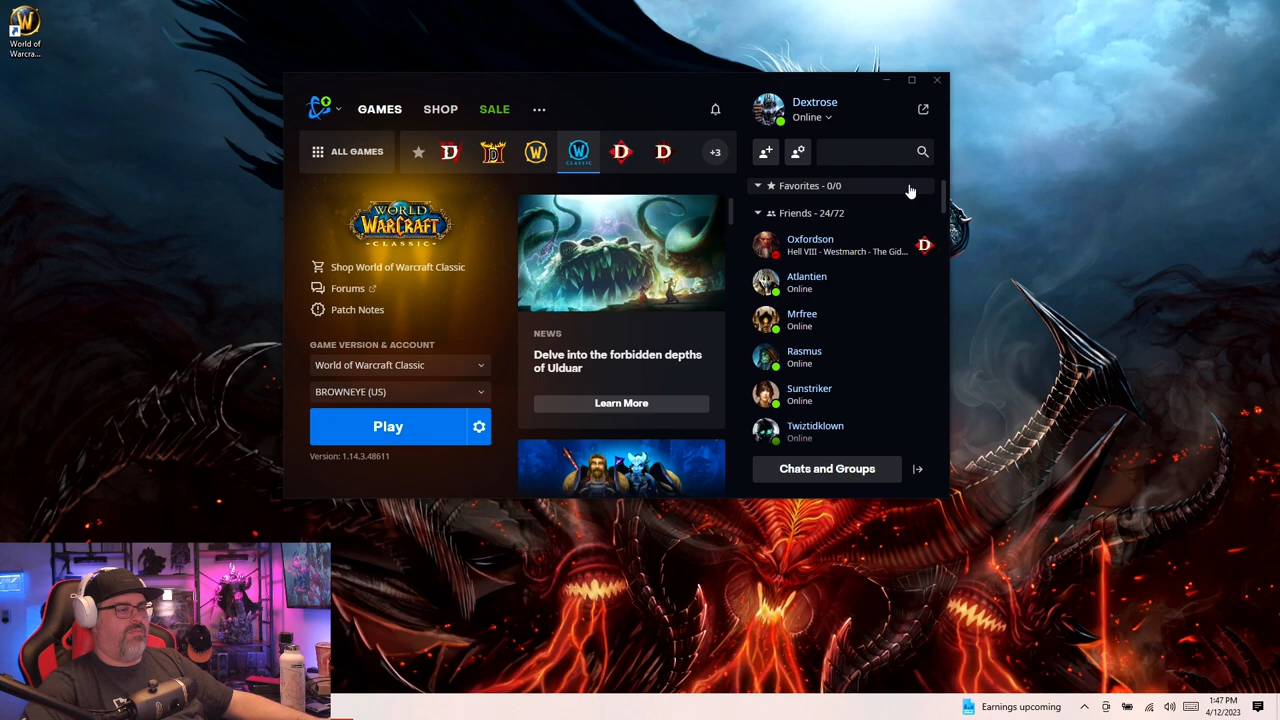 World of
Warcra...
GAMES
SHOP
SALE
ALL GAMES
D
W
W
CLASSIC
D
D
+3
WORLD
OF
WARCRAFT
CLASSIC
Shop World of Warcraft Classic
Forums
Patch Notes
GAME VERSION & ACCOUNT
World of Warcraft Classic
BROWNEYE (US)
Play
Version: 1.14.3.48611
NEWS
Delve into the forbidden depths
of Ulduar
Learn More
Dextrose
Online
Favorites - 0/0
Friends - 24/72
Oxfordson
Hell VIII - Westmarch - The Gid...
D
Atlantien
Online
Mrfree
Online
Rasmus
Online
Sunstriker
Online
Twiztidklown
Online
Chats and Groups
Earnings upcoming
1:47 PM
4/12/2023